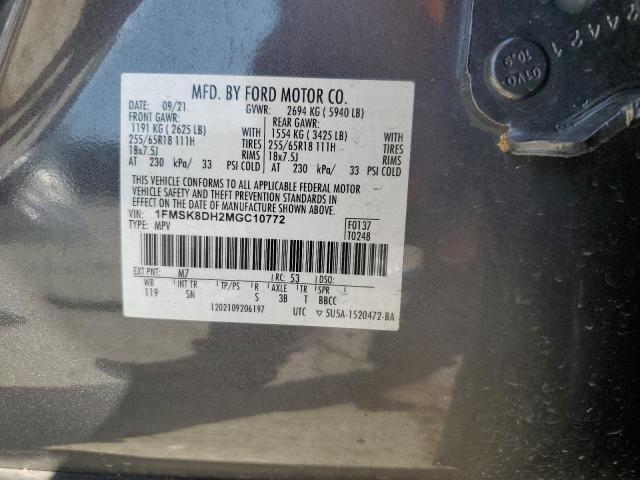 MFD. BY FORD MOTOR CO.
DATE: 09/21 GVWR: 2694 KG (5940 LB)
FRONT GAWR: REAR GAWR:
1191 KG (2625 LB) WITH 1554 KG (3425 LB) WITH
255/65R18 111H TIRES 255/65R18 111H TIRES
18x7.5J RIMS 18x7.5J RIMS
AT 230 kPa/ 33 PSI COLD AT 230 kPa/ 33 PSI COLD
THIS VEHICLE CONFORMS TO ALL APPLICABLE FEDERAL MOTOR
VEHICLE SAFETY AND THEFT PREVENTION STANDARDS IN
EFFECT ON THE DATE OF MANUFACTURE SHOWN ABOVE.
VIN: 1FMSK8DH2MGC10772 F0137
TYPE: MPV T0248
EXT PNT: M7 RC: 53 DSO:
WB INT TR TP/PS R AXLE TR SPR
119 SN S 3B T BBCC
1202109206197 UTC ▽ 5U5A-1520472-BA
24421
01V0